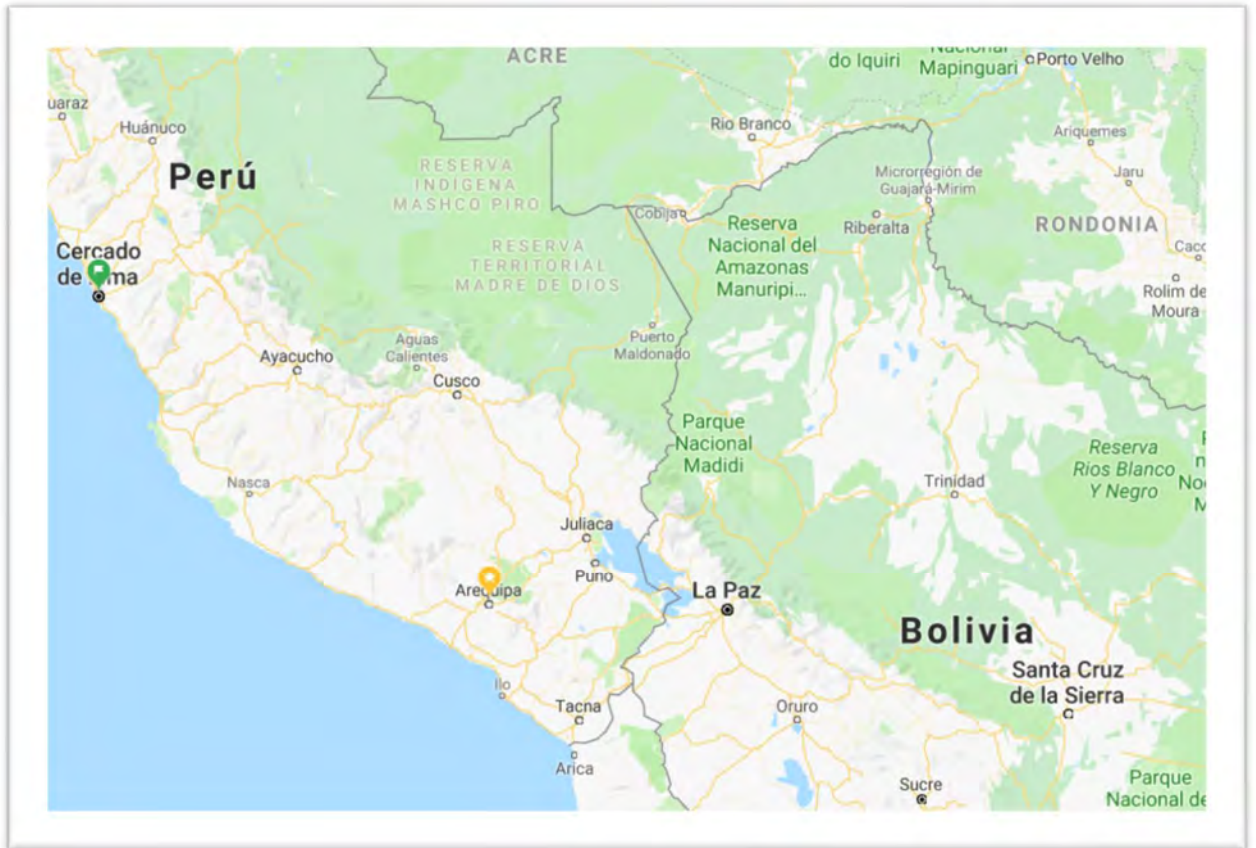 ACRE
Nacional
do Iquiri
Mapinguari
Porto Velho
uaraz
Huánuco
Rio Branco
Ariquemes
Perú
RESERVA
INDÍGENA
MASHCO PIRO
Microrregión de
Guajará-Mirim
Jaru
Cobija
Reserva
Nacional del
Amazonas
Manuripi...
Riberalta
RONDONIA
Cercado
de Lima
RESERVA
TERRITORIAL
MADRE DE DIOS
Caco
Rolim de
Moura
Ayacucho
Aguas
Calientes
Cusco
Puerto
Maldonado
Parque
Nacional
Madidi
Reserva
Rios Blanco
Y Negro
No
M
Nasca
Trinidad
Juliaca
Puno
Arequipa
La Paz
Bolivia
Santa Cruz
de la Sierra
Ilo
Tacna
Oruro
Arica
Sucre
Parque
Nacional de